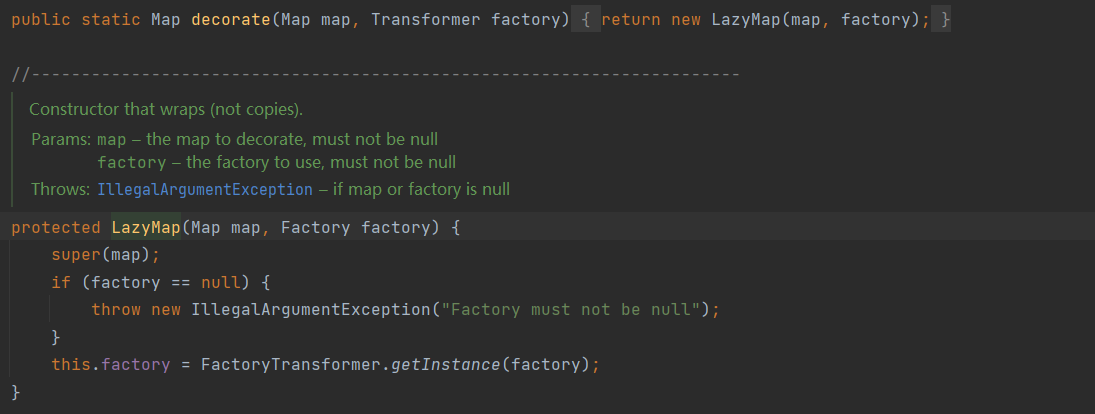 public static Map decorate(Map map, Transformer factory) { return new LazyMap(map, factory); }
//-----------------------------------------------------------------------
Constructor that wraps (not copies).
Params: map – the map to decorate, must not be null
factory – the factory to use, must not be null
Throws: IllegalArgumentException – if map or factory is null
protected LazyMap(Map map, Factory factory) {
super(map);
if (factory == null) {
throw new IllegalArgumentException("Factory must not be null");
}
this.factory = FactoryTransformer.getInstance(factory);
}